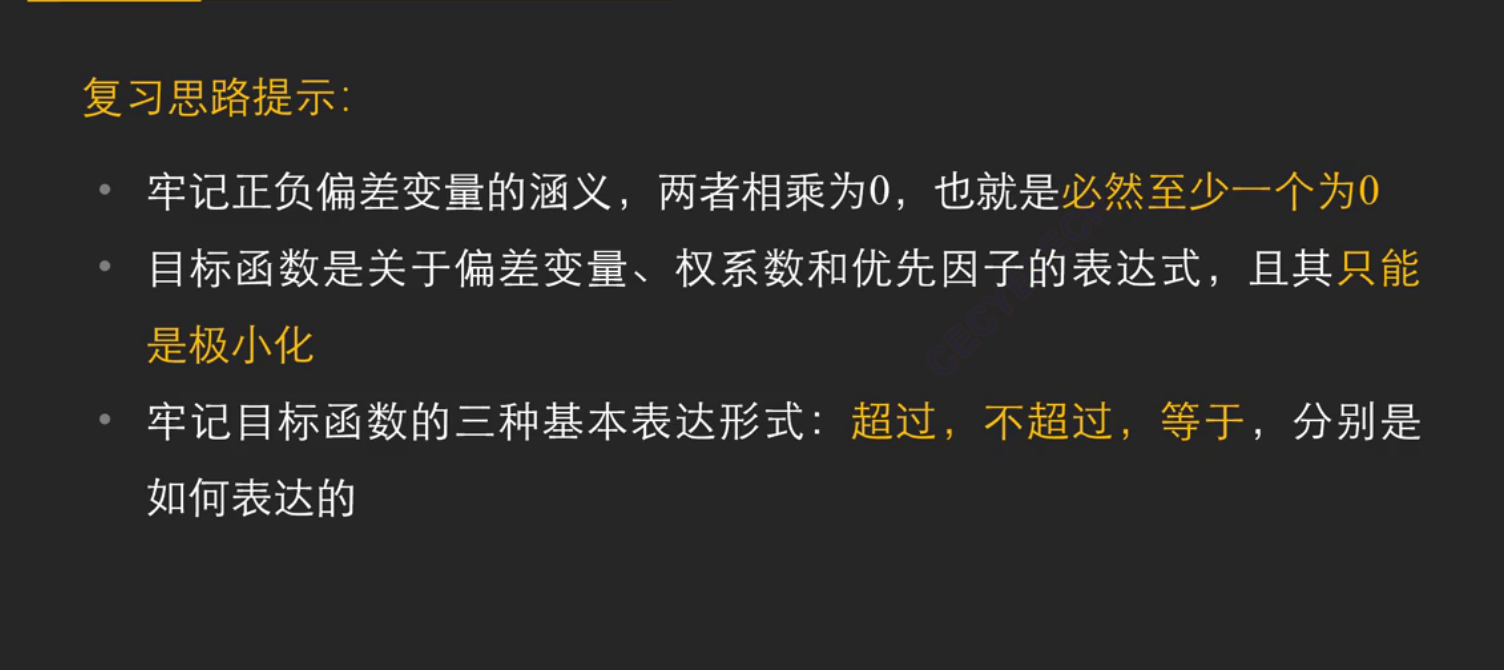 复习思路提示：
• 牢记正负偏差变量的涵义，两者相乘为0，也就是必然至少一个为0
• 目标函数是关于偏差变量、权系数和优先因子的表达式，且其只能
是极小化
• 牢记目标函数的三种基本表达形式：超过，不超过，等于，分别是
如何表达的